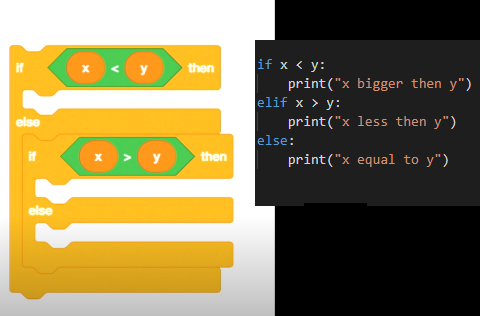 if x < y then
else
if x > y then
else
if x < y:
print("x bigger then y")
elif x > y:
print("x less then y")
else:
print("x equal to y")